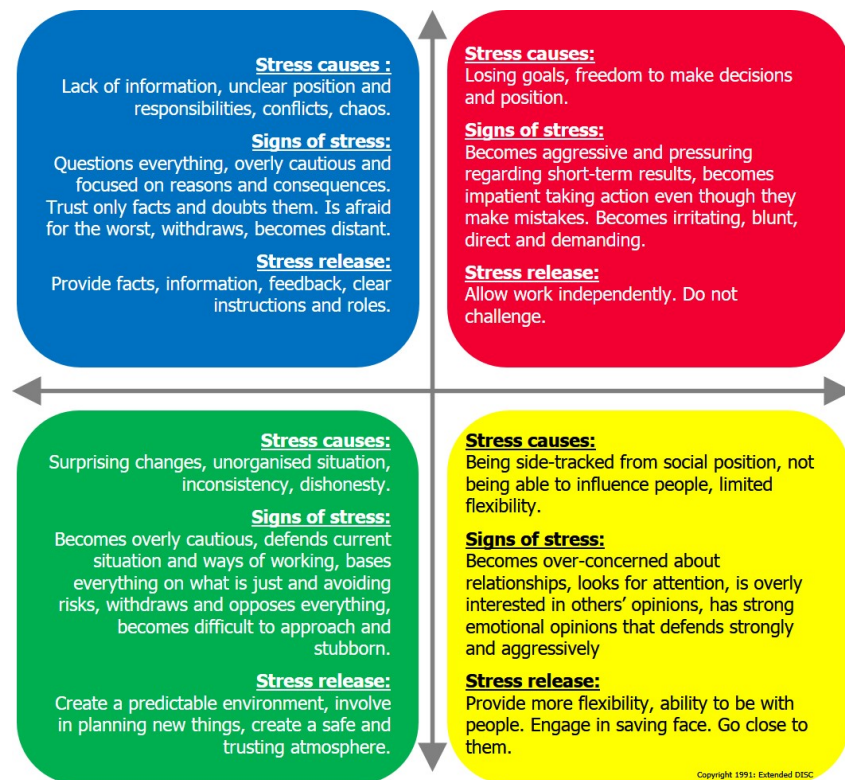 Stress causes :
Lack of information, unclear position and
responsibilities, conflicts, chaos.
Signs of stress:
Questions everything, overly cautious and
focused on reasons and consequences.
Trust only facts and doubts them. Is afraid
for the worst, withdraws, becomes distant.
Stress release:
Provide facts, information, feedback, clear
instructions and roles.
Stress causes:
Losing goals, freedom to make decisions
and position.
Signs of stress:
Becomes aggressive and pressuring
regarding short-term results, becomes
impatient taking action even though they
make mistakes. Becomes irritating, blunt,
direct and demanding.
Stress release:
Allow work independently. Do not
challenge.
Stress causes:
Surprising changes, unorganised situation,
inconsistency, dishonesty.
Signs of stress:
Becomes overly cautious, defends current
situation and ways of working, bases
everything on what is just and avoiding
risks, withdraws and opposes everything,
becomes difficult to approach and
stubborn.
Stress release:
Create a predictable environment, involve
in planning new things, create a safe and
trusting atmosphere.
Stress causes:
Being side-tracked from social position, not
being able to influence people, limited
flexibility.
Signs of stress:
Becomes over-concerned about
relationships, looks for attention, is overly
interested in others' opinions, has strong
emotional opinions that defends strongly
and aggressively
Stress release:
Provide more flexibility, ability to be with
people. Engage in saving face. Go close to
them.
Copyright 1991: Extended DISC